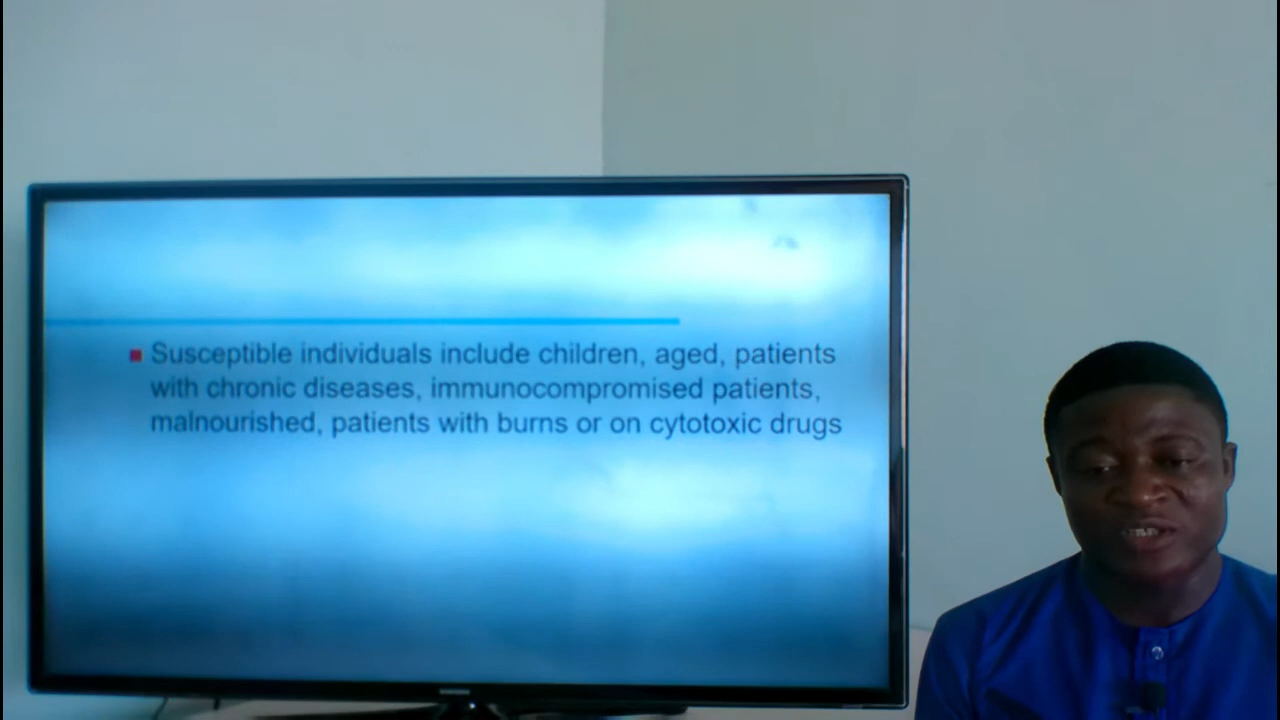 Susceptible individuals include children, aged, patients
with chronic diseases, immunocompromised patients,
malnourished, patients with burns or on cytotoxic drugs